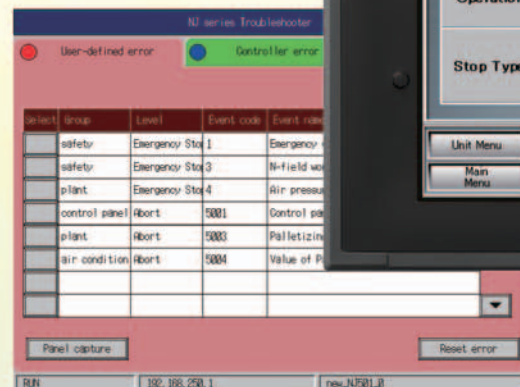 NJ series Troubleshooter
User-defined error
Controller error
Select Group Level Event code Event name
safety Emergency Sto 1 Emergency
safety Emergency Sto 3 N-field wo
plant Emergency Sto 4 Air pressu
control panel Abort 5001 Control pa
plant Abort 5003 Palletizin
air condition Abort 5004 Value of P
Panel capture
Reset error
RUN 192.168.250.1 new_NJ501_0
Operation
Stop Type
Unit Menu
Main
Menu